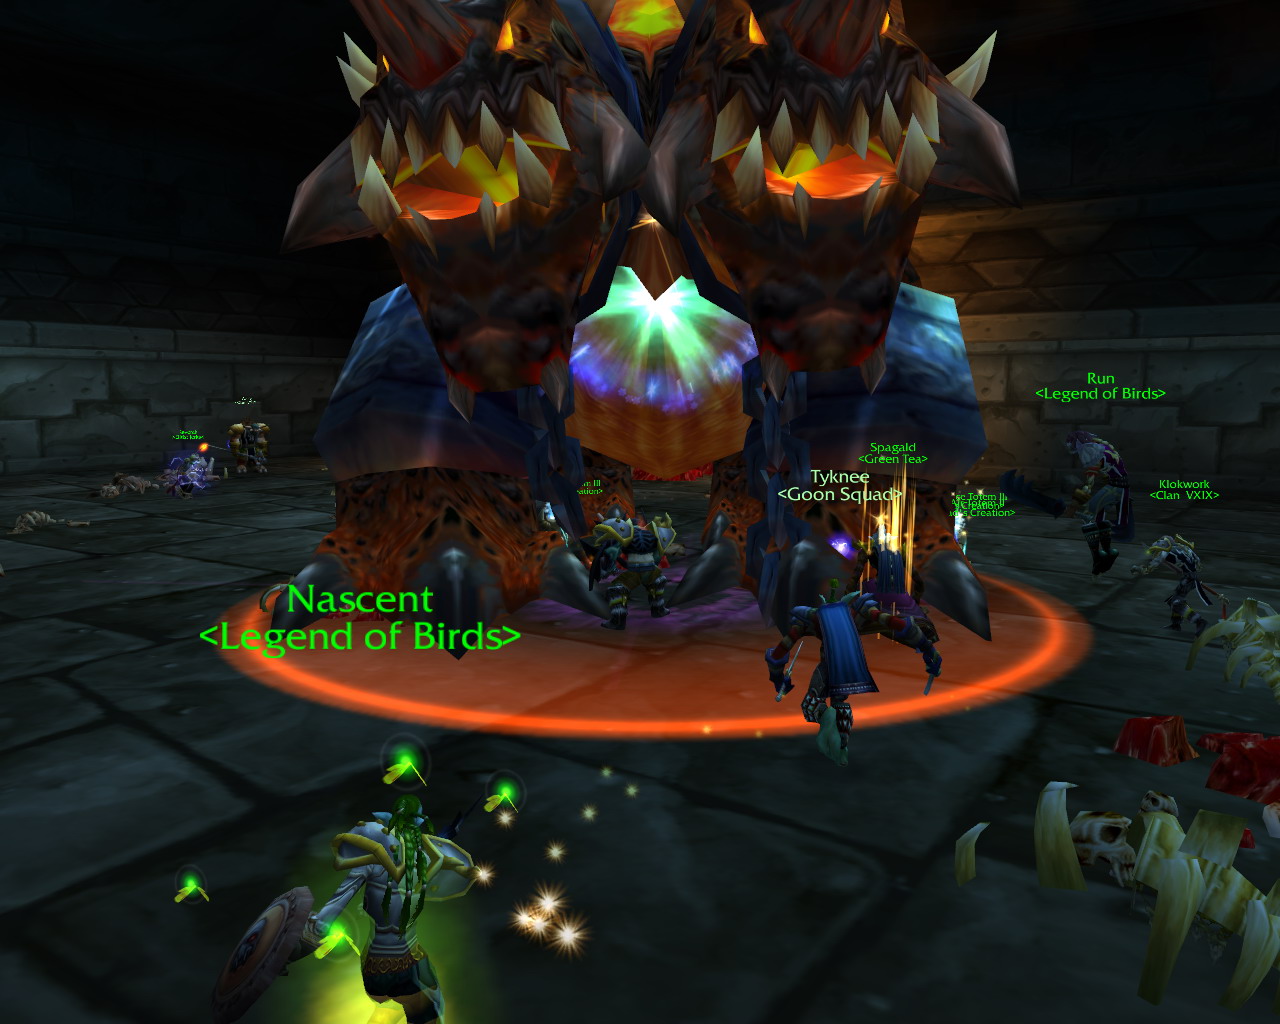 Run
<Legend of Birds>
Spagald
<Green Tea>
Tyknee
<Goon Squad>
Klokwork
<Clan VXIX>
Nascent
<Legend of Birds>